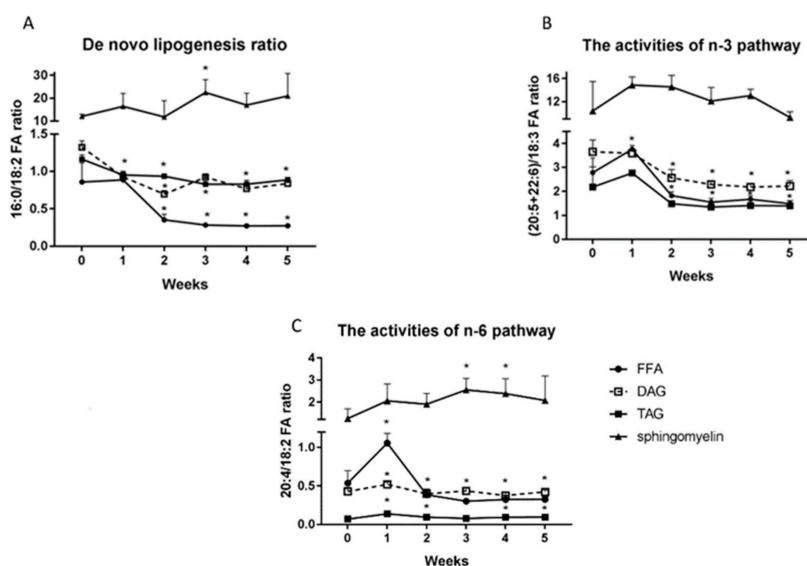 A
De novo lipogenesis ratio
16:0/18:2 FA ratio
30
20
10
1.5
1.0
0.5
0.0
* * * * * * * * * * * *
0 1 2 3 4 5
Weeks
B
The activities of n-3 pathway
(20:5+22:6)/18:3 FA ratio
16
12
4
3
2
1
0
* * * * * * * * *
0 1 2 3 4 5
Weeks
C
The activities of n-6 pathway
20:4/18:2 FA ratio
4
3
2
1.0
0.5
0.0
* * * * * * * * * * * *
0 1 2 3 4 5
Weeks
FFA
DAG
TAG
sphingomyelin